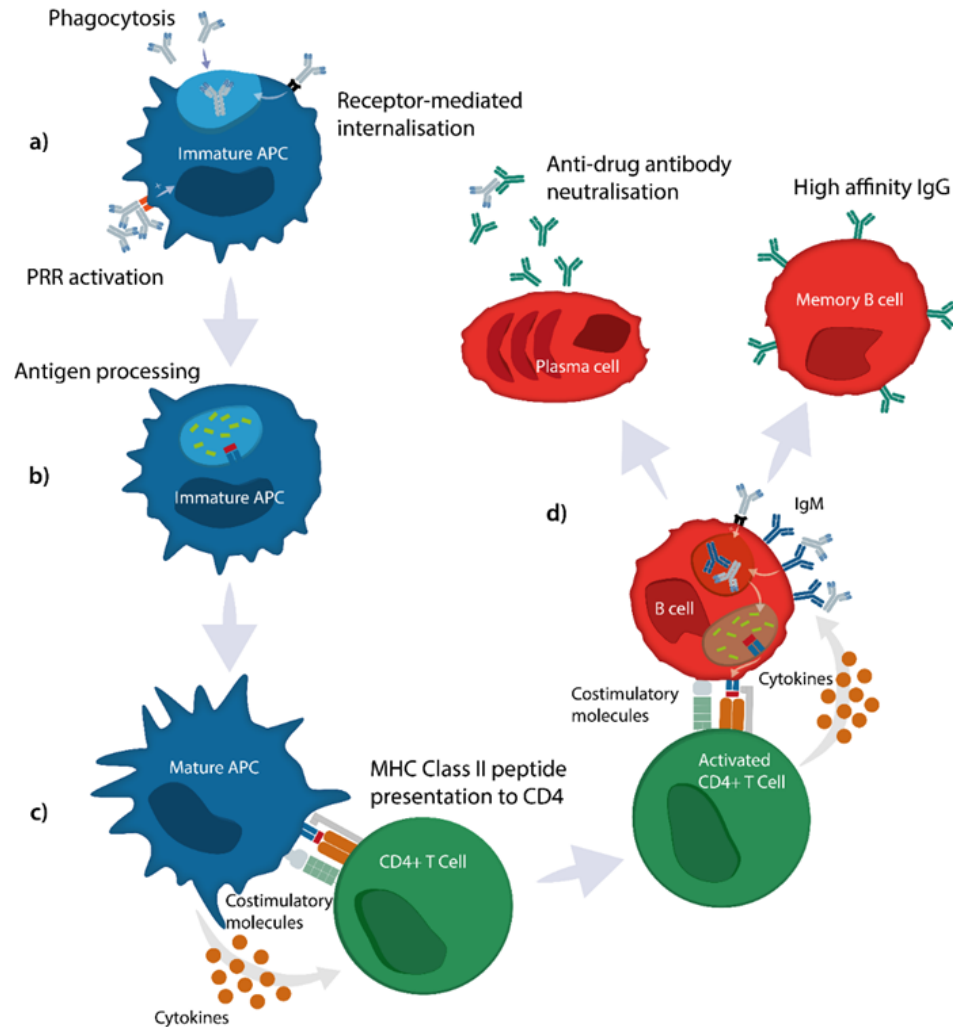 Phagocytosis
Receptor-mediated
internalisation
a)
Immature APC
PRR activation
Antigen processing
b)
Immature APC
Mature APC
c)
MHC Class II peptide
presentation to CD4
CD4+ T Cell
Costimulatory
molecules
Cytokines
Anti-drug antibody
neutralisation
Plasma cell
High affinity IgG
Memory B cell
d)
IgM
B cell
Costimulatory
molecules
Cytokines
Activated
CD4+ T Cell